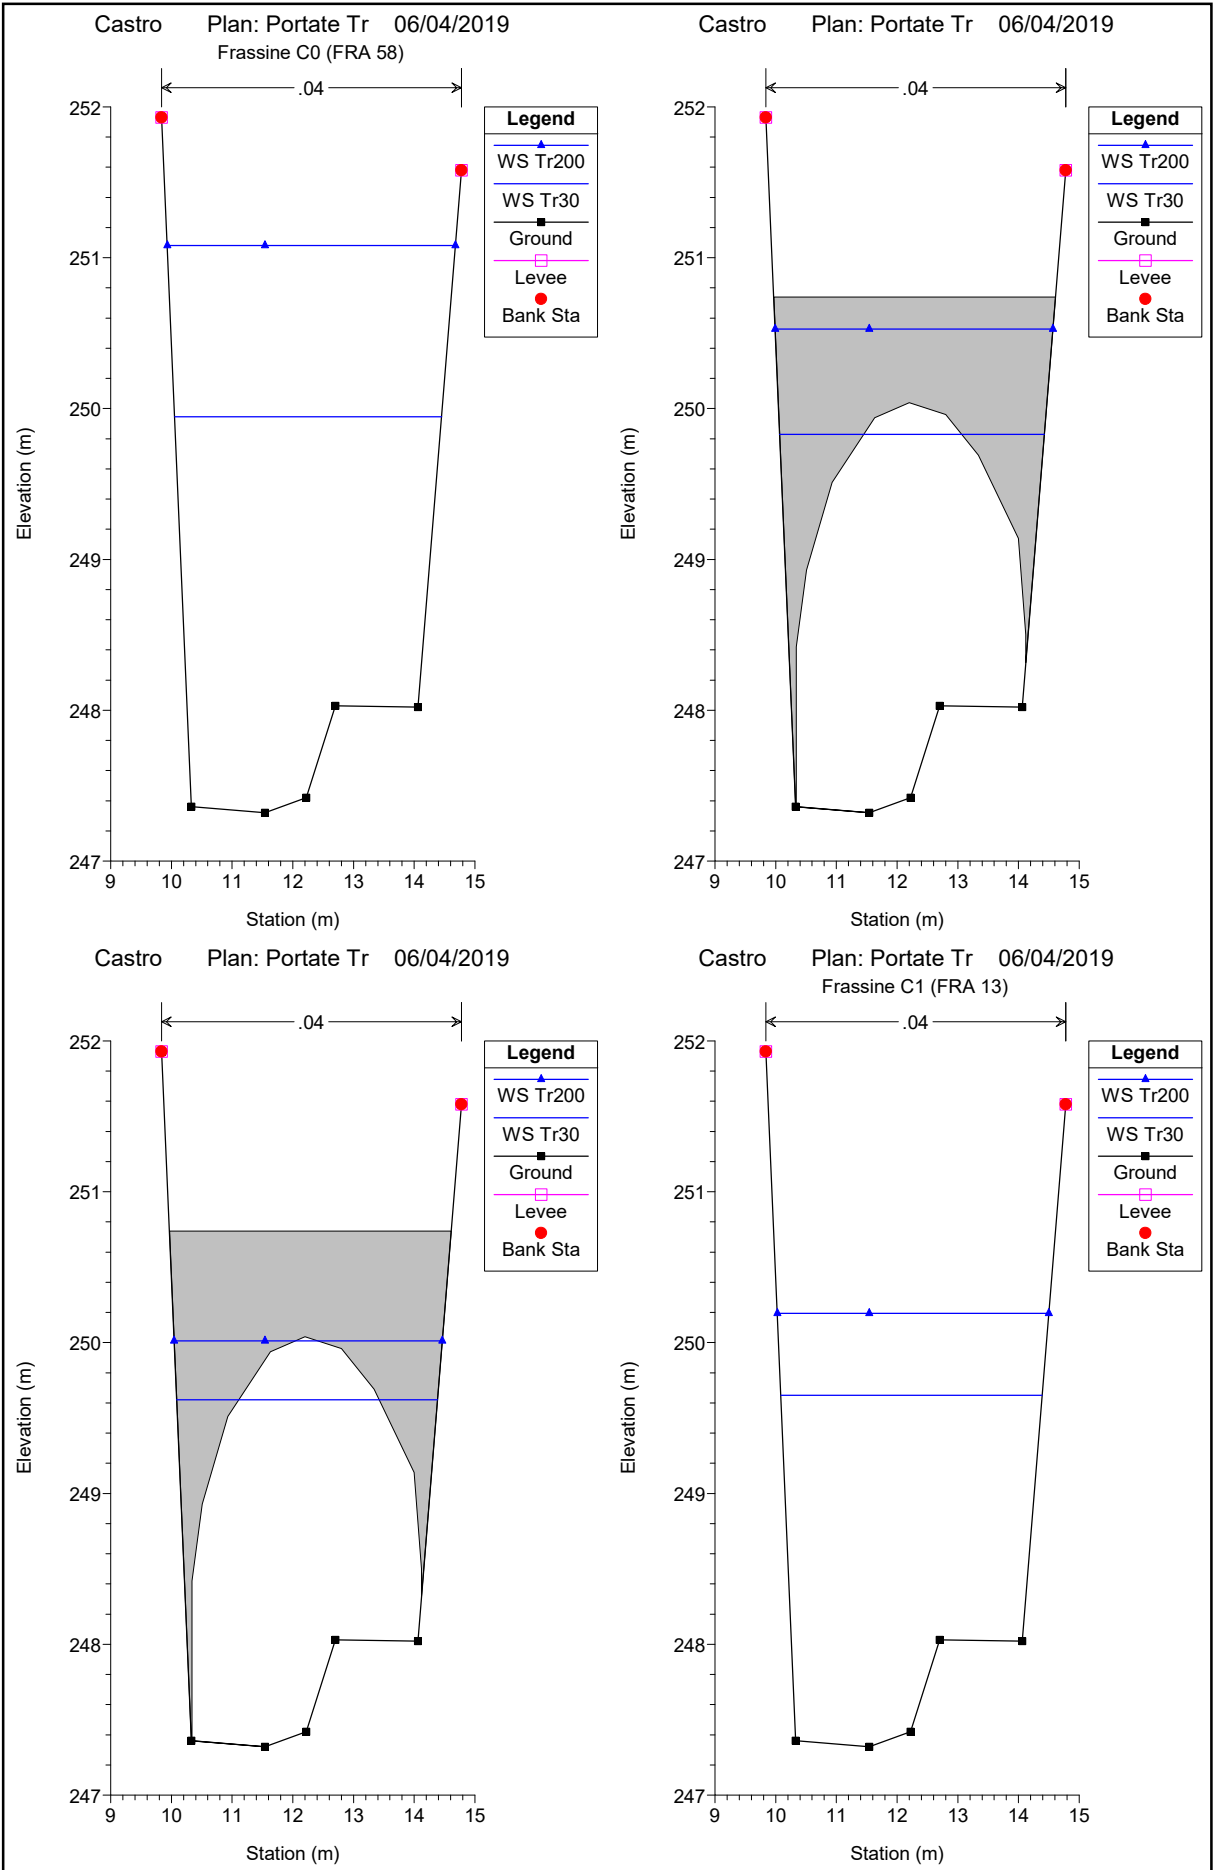 Castro Plan: Portate Tr 06/04/2019
Frassine C0 (FRA 58)
.04
252
251
250
249
248
247
Elevation (m)
9 10 11 12 13 14 15
Station (m)
Legend
WS Tr200
WS Tr30
Ground
Levee
Bank Sta
Castro Plan: Portate Tr 06/04/2019
.04
252
251
250
249
248
247
Elevation (m)
9 10 11 12 13 14 15
Station (m)
Legend
WS Tr200
WS Tr30
Ground
Levee
Bank Sta
Castro Plan: Portate Tr 06/04/2019
.04
252
251
250
249
248
247
Elevation (m)
9 10 11 12 13 14 15
Station (m)
Legend
WS Tr200
WS Tr30
Ground
Levee
Bank Sta
Castro Plan: Portate Tr 06/04/2019
Frassine C1 (FRA 13)
.04
252
251
250
249
248
247
Elevation (m)
9 10 11 12 13 14 15
Station (m)
Legend
WS Tr200
WS Tr30
Ground
Levee
Bank Sta